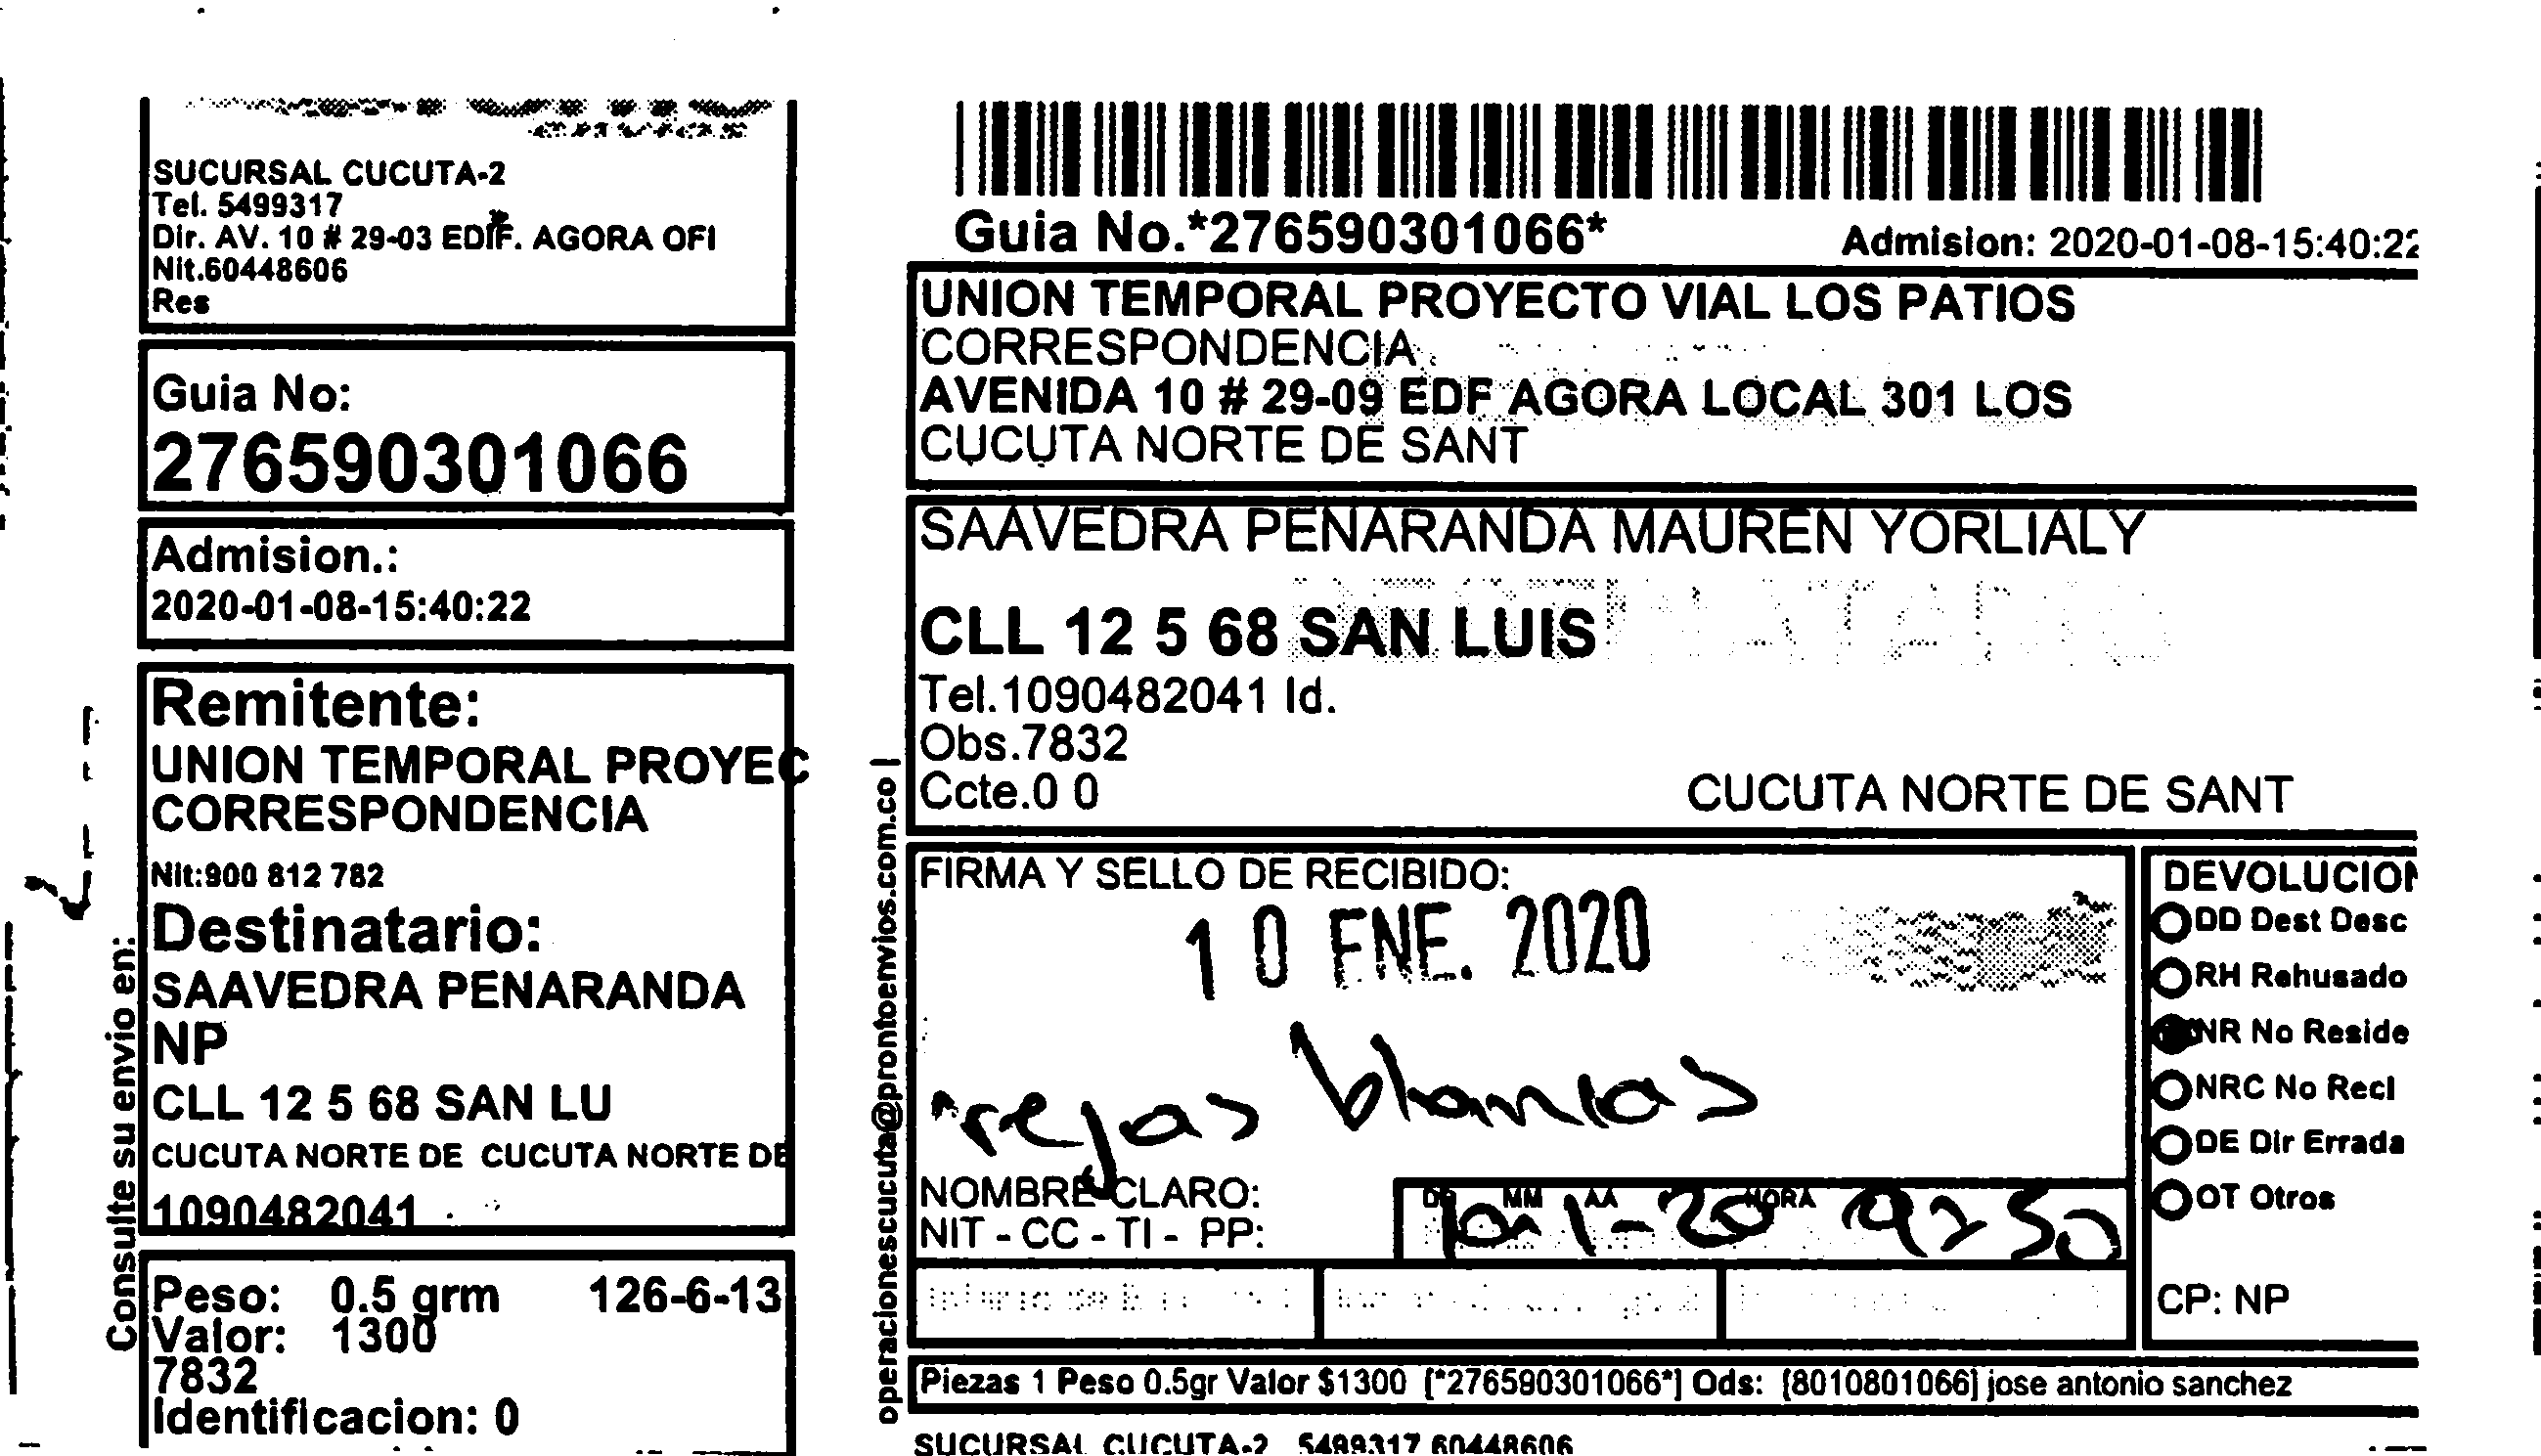 SUCURSAL CUCUTA-2
Tel. 5499317
Dir. AV. 10 # 29-03 EDIF. AGORA OFI
Nit.60448606
Res
Guia No:
276590301066
Admision.:
2020-01-08-15:40:22
Remitente:
UNION TEMPORAL PROYEC
CORRESPONDENCIA
Nit:900 812 782
Destinatario:
SAAVEDRA PENARANDA
NP
CLL 12 5 68 SAN LU
CUCUTA NORTE DE CUCUTA NORTE DE
1090482041
Peso: 0.5 grm 126-6-13
Valor: 1300
7832
Identificacion: 0
Consulte su envio en:
operacionescucuta@prontoenvios.com.co |
Guia No.*276590301066*
Admision: 2020-01-08-15:40:22
UNION TEMPORAL PROYECTO VIAL LOS PATIOS
CORRESPONDENCIA
AVENIDA 10 # 29-09 EDF AGORA LOCAL 301 LOS
CUCUTA NORTE DE SANT
SAAVEDRA PENARANDA MAUREN YORLIALY
DESTINATARIO
CLL 12 5 68 SAN LUIS
Tel.1090482041 Id.
Obs.7832
Ccte.0 0
CUCUTA NORTE DE SANT
FIRMA Y SELLO DE RECIBIDO:
10 ENE. 2020
rejas blancas
NOMBRE CLARO:
NIT - CC - TI - PP:
DD MM AA HORA
10-1-20 9:50
DEVOLUCION
DD Dest Desc
RH Rehusado
NR No Reside
NRC No Recl
DE Dir Errada
OT Otros
CP: NP
Piezas 1 Peso 0.5gr Valor $1300 [*276590301066*] Ods: [8010801066] jose antonio sanchez
SUCURSAL CUCUTA-2 5499317 60448606